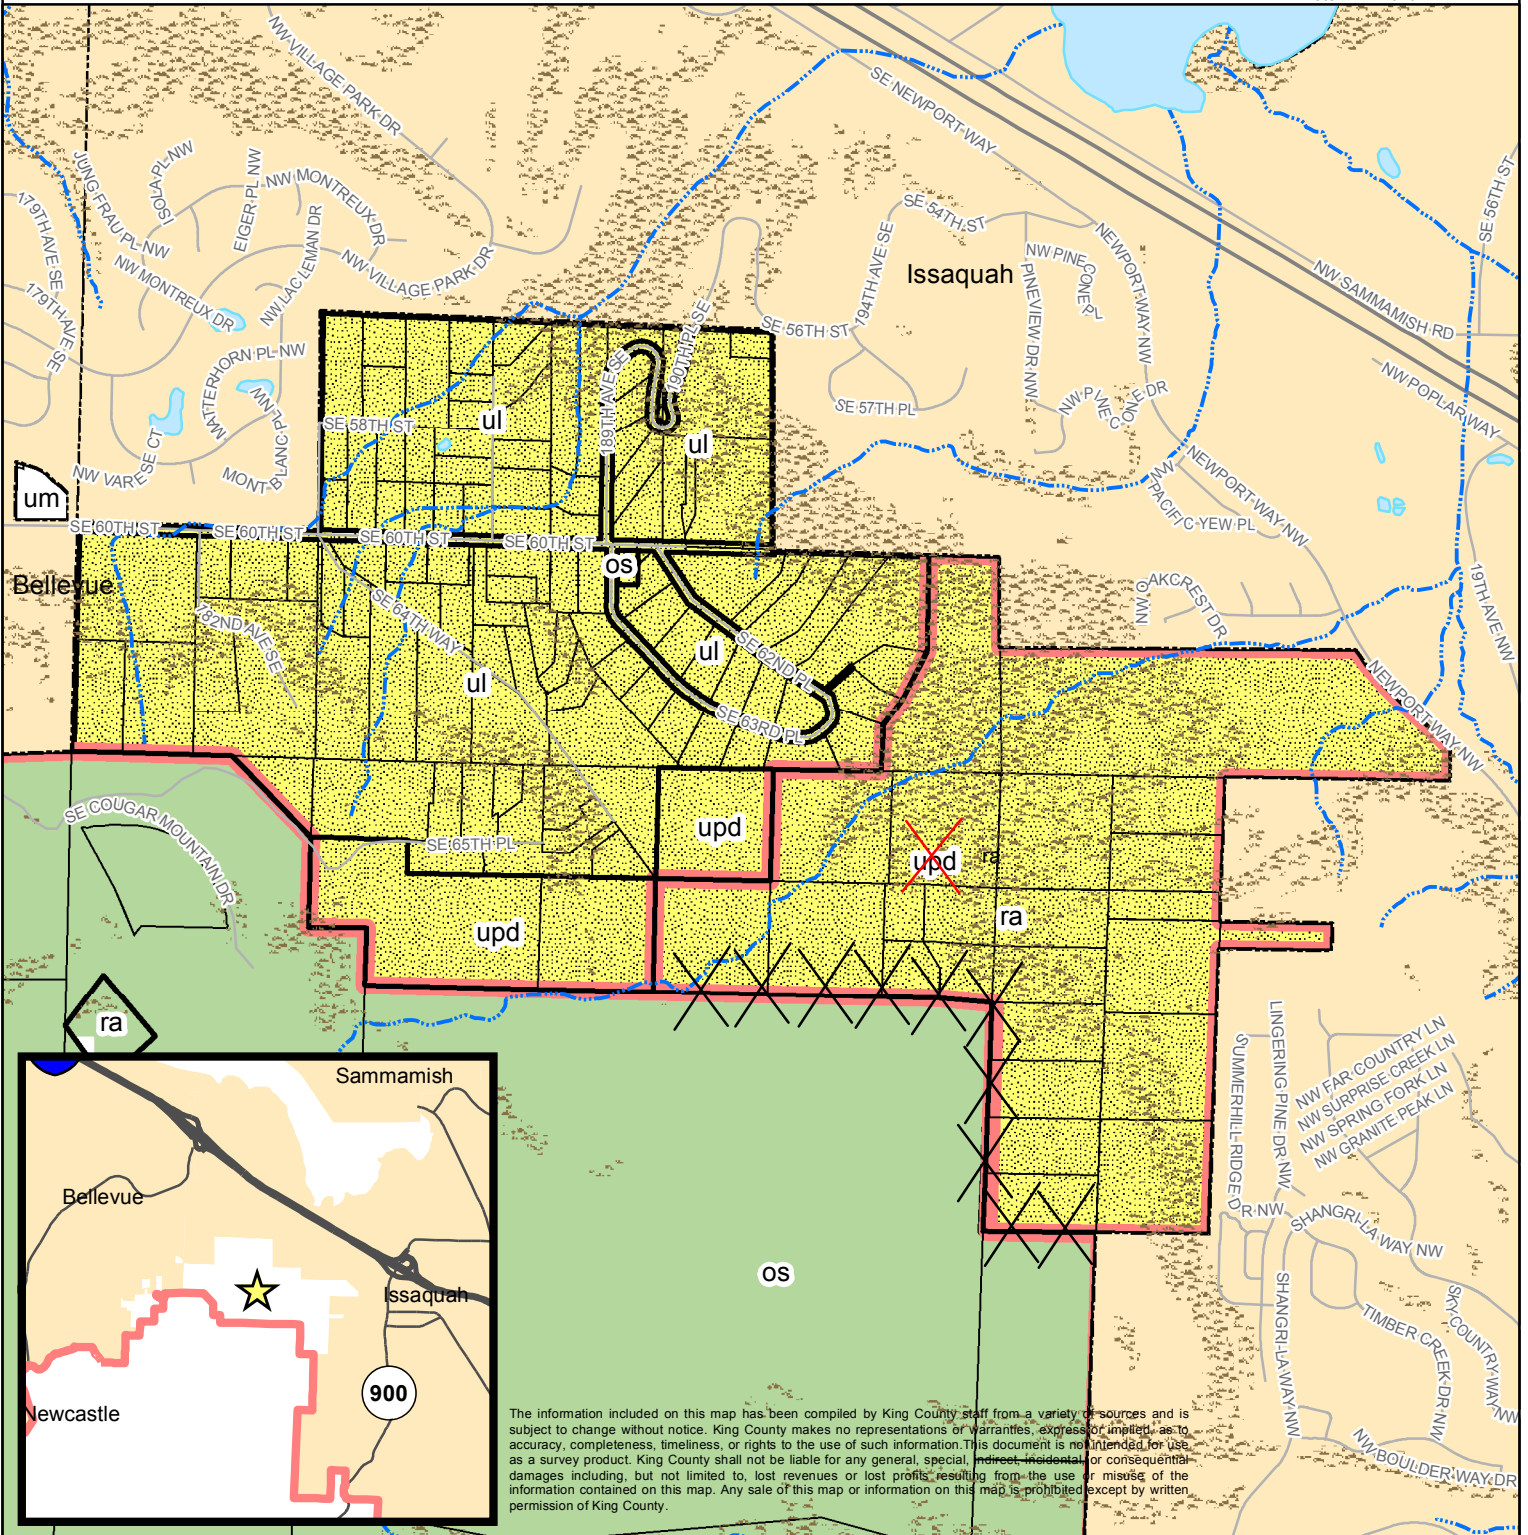 NW VILLAGE PARK DR
SE NEWPORT WAY
SE 56TH ST
JUNG FRAU PL NW
ISOLA PL NW
EIGER PL NW
NW MONTREUX DR
179TH AVE SE
NW LACLEMAN DR
NW VILLAGE PARK DR
NW MONTREUX DR
SE 54TH ST
194TH AVE SE
Issaquah
NW PINE CONE PL
NEWPORT WAY NW
PINEVIEW DR NW
NW SAMMAMISH RD
179TH AVE SE
MATTERHORN PL NW
190TH PL SE
SE 56TH ST
189TH AVE SE
NW POPLAR WAY
SE 57TH PL
NW PINE CONE DR
SE 58TH ST
ul
ul
NW VARESE CT
MONT BLANC PL NW
um
NW PACIFIC YEW PL
NEWPORT WAY NW
SE 60TH ST
SE 60TH ST
SE 60TH ST
SE 60TH ST
os
Bellevue
NW OAKCREST DR
19TH AVE NW
182ND AVE SE
SE 64TH WAY
ul
ul
SE 62ND PL
SE 63RD PL
NEWPORT WAY NW
SE COUGAR MOUNTAIN DR
SE 65TH PL
upd
upd
ra
ra
upd
ra
LINGERING PINE DR NW
SUMMERHILL RIDGE DR NW
NW FAR COUNTRY LN
NW SURPRISE CREEK LN
NW SPRING FORK LN
NW GRANITE PEAK LN
SHANGRI-LA WAY NW
SHANGRI-LA WAY NW
SKY COUNTRY WAY NW
TIMBER CREEK DR NW
NW BOULDER WAY DR
os
Sammamish
Bellevue
Issaquah
900
Newcastle
The information included on this map has been compiled by King County staff from a variety of sources and is
subject to change without notice. King County makes no representations or warranties, express or implied, as to
accuracy, completeness, timeliness, or rights to the use of such information.This document is not intended for use
as a survey product. King County shall not be liable for any general, special, indirect, incidental, or consequential
damages including, but not limited to, lost revenues or lost profits resulting from the use or misuse of the
information contained on this map. Any sale of this map or information on this map is prohibited except by written
permission of King County.